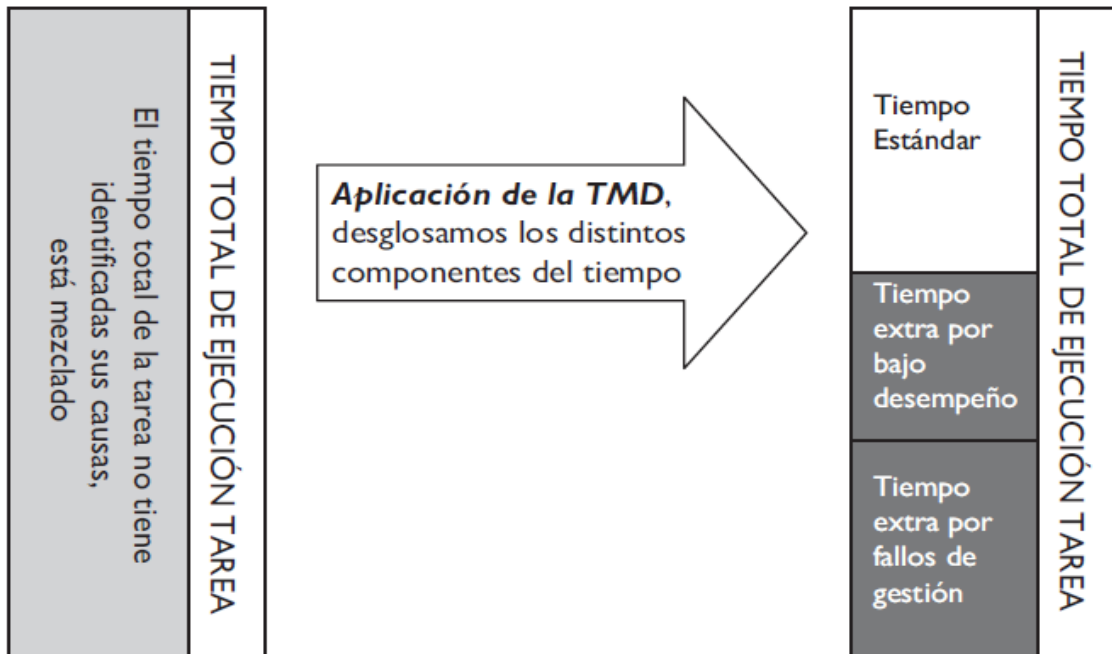 El tiempo total de la tarea no tiene
identificadas sus causas,
está mezclado
TIEMPO TOTAL DE EJECUCIÓN TAREA
Aplicación de la TMD,
desglosamos los distintos
componentes del tiempo
Tiempo
Estándar
Tiempo
extra por
bajo
desempeño
Tiempo
extra por
fallos de
gestión
TIEMPO TOTAL DE EJECUCIÓN TAREA